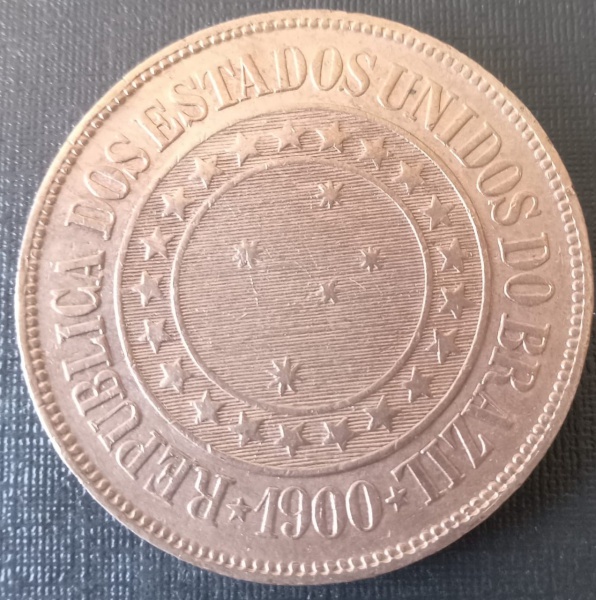 REPUBLICA DOS ESTADOS UNIDOS DO BRAZIL
1900